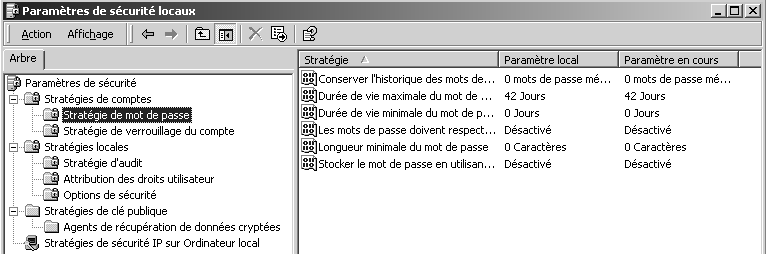 Paramètres de sécurité locaux
Action Affichage
Arbre
Paramètres de sécurité
Stratégies de comptes
Stratégie de mot de passe
Stratégie de verrouillage du compte
Stratégies locales
Stratégie d'audit
Attribution des droits utilisateur
Options de sécurité
Stratégies de clé publique
Agents de récupération de données cryptées
Stratégies de sécurité IP sur Ordinateur local
Stratégie Paramètre local Paramètre en cours
Conserver l'historique des mots de... 0 mots de passe mé... 0 mots de passe mé...
Durée de vie maximale du mot de ... 42 Jours 42 Jours
Durée de vie minimale du mot de p... 0 Jours 0 Jours
Les mots de passe doivent respect... Désactivé Désactivé
Longueur minimale du mot de passe 0 Caractères 0 Caractères
Stocker le mot de passe en utilisan... Désactivé Désactivé